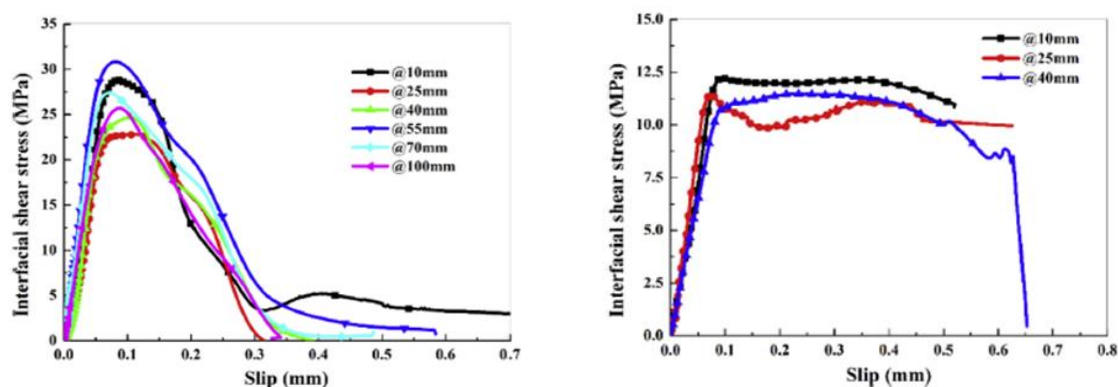 Interfacial shear stress (MPa)
35
30
25
20
15
10
5
0
0.0 0.1 0.2 0.3 0.4 0.5 0.6 0.7
Slip (mm)
@10mm
@25mm
@40mm
@55mm
@70mm
@100mm
Interfacial shear stress (MPa)
15.0
12.5
10.0
7.5
5.0
2.5
0.0
0.0 0.1 0.2 0.3 0.4 0.5 0.6 0.7 0.8
Slip (mm)
@10mm
@25mm
@40mm